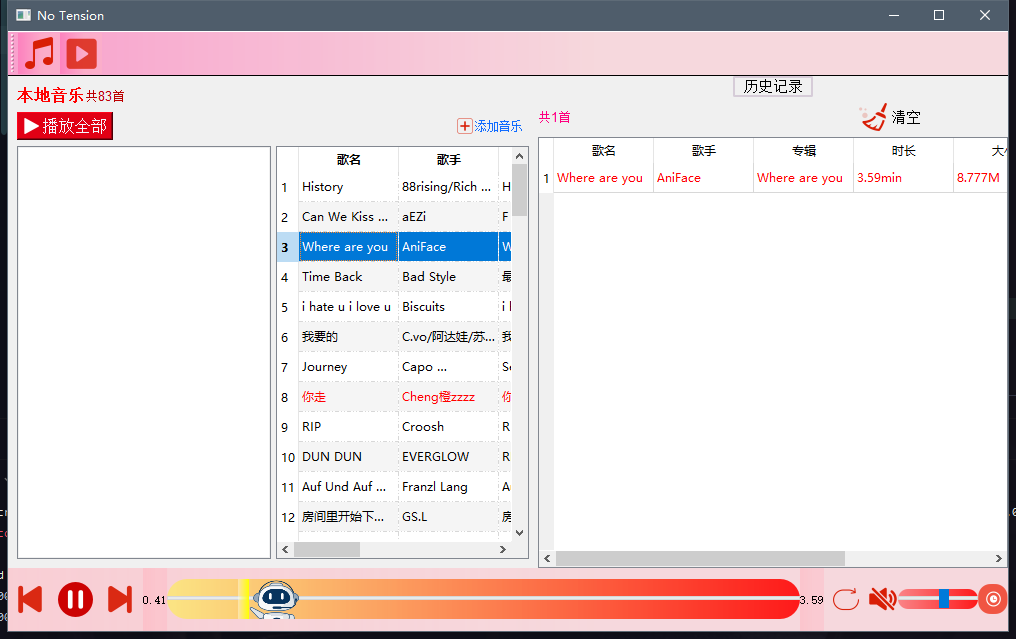 No Tension
本地音乐共83首
播放全部
添加音乐
歌名 歌手
1 History 88rising/Rich ... H
2 Can We Kiss ... aEZi F
3 Where are you AniFace W
4 Time Back Bad Style 最
5 i hate u i love u Biscuits i l
6 我要的 C.vo/阿达娃/苏... 我
7 Journey Capo ... So
8 你走 Cheng橙zzzz 你
9 RIP Croosh R
10 DUN DUN EVERGLOW R
11 Auf Und Auf ... Franzl Lang A
12 房间里开始下... GS.L 房
历史记录
共1首
清空
歌名 歌手 专辑 时长 大
1 Where are you AniFace Where are you 3.59min 8.777M
0.41
3.59